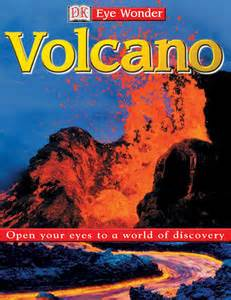 DK Eye Wonder
Volcano
Open your eyes to a world of discovery